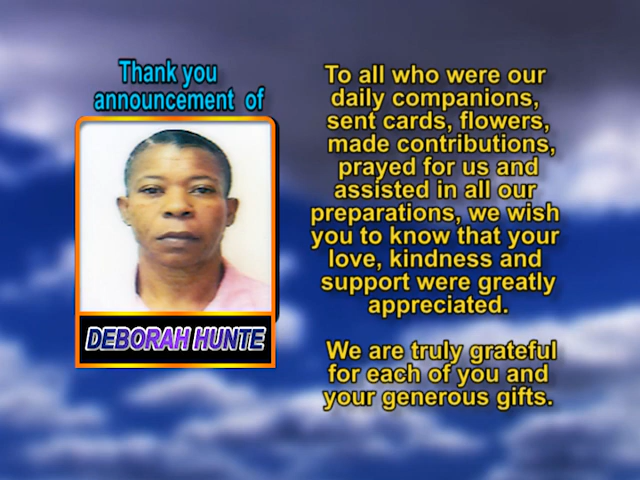 Thank you
announcement of
DEBORAH HUNTE
To all who were our
daily companions,
sent cards, flowers,
made contributions,
prayed for us and
assisted in all our
preparations, we wish
you to know that your
love, kindness and
support were greatly
appreciated.
We are truly grateful
for each of you and
your generous gifts.